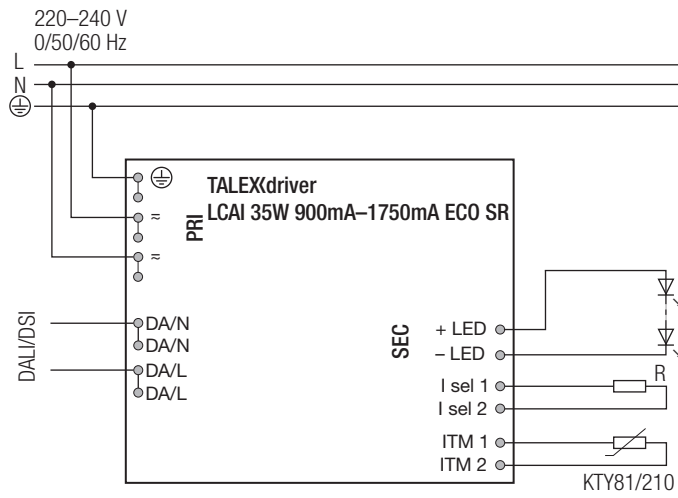 220–240 V
0/50/60 Hz
L
N
TALEXXdriver
LCAI 35W 900mA–1750mA ECO SR
PRI
≂
≂
DALI/DSI
DA/N
DA/N
DA/L
DA/L
SEC
+ LED
– LED
I sel 1
I sel 2
R
ITM 1
ITM 2
KTY81/210